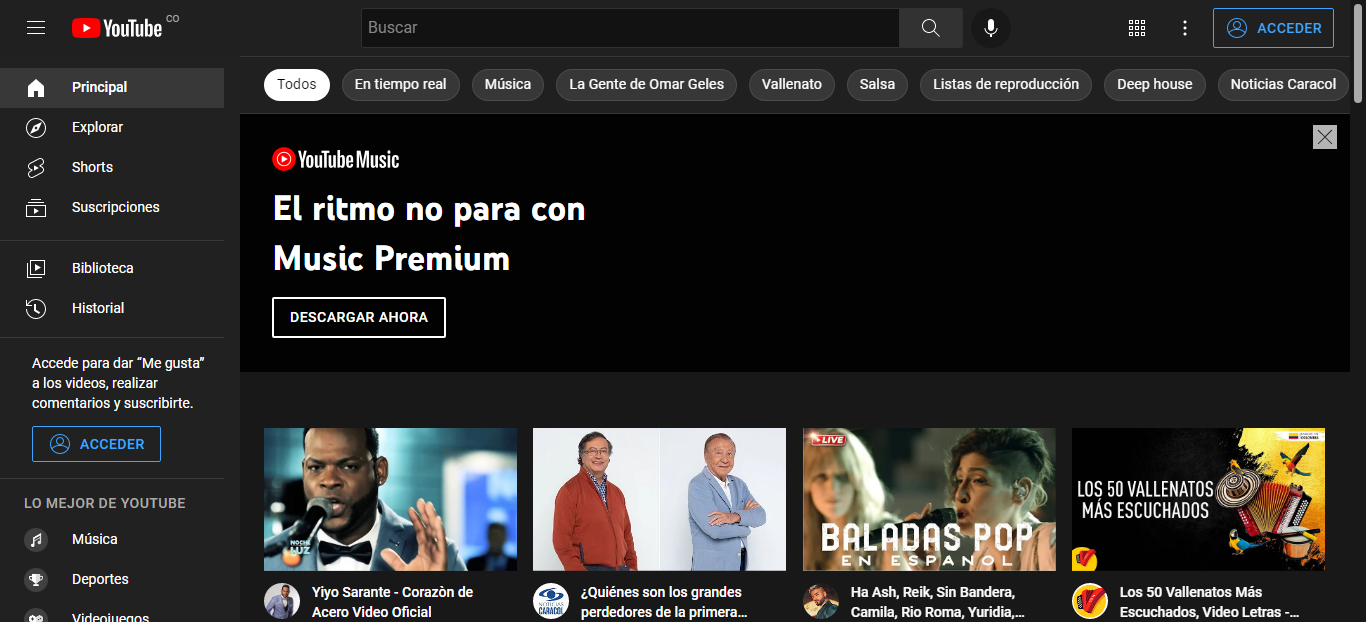 YouTube CO
Buscar
ACCEDER
Principal
Explorar
Shorts
Suscripciones
Biblioteca
Historial
Accede para dar “Me gusta”
a los videos, realizar
comentarios y suscribirte.
ACCEDER
LO MEJOR DE YOUTUBE
Música
Deportes
Videojuegos
Todos
En tiempo real
Música
La Gente de Omar Geles
Vallenato
Salsa
Listas de reproducción
Deep house
Noticias Caracol
YouTube Music
El ritmo no para con
Music Premium
DESCARGAR AHORA
NOCHE
LUZ
Yiyo Sarante - Corazòn de
Acero Video Oficial
NOTICIAS
CARACOL
¿Quiénes son los grandes
perdedores de la primera...
LIVE
BALADAS POP
EN ESPAÑOL
Ha Ash, Reik, Sin Bandera,
Camila, Rio Roma, Yuridia,...
LOS 50 VALLENATOS
MÁS ESCUCHADOS
Los 50 Vallenatos Más
Escuchados, Video Letras -...